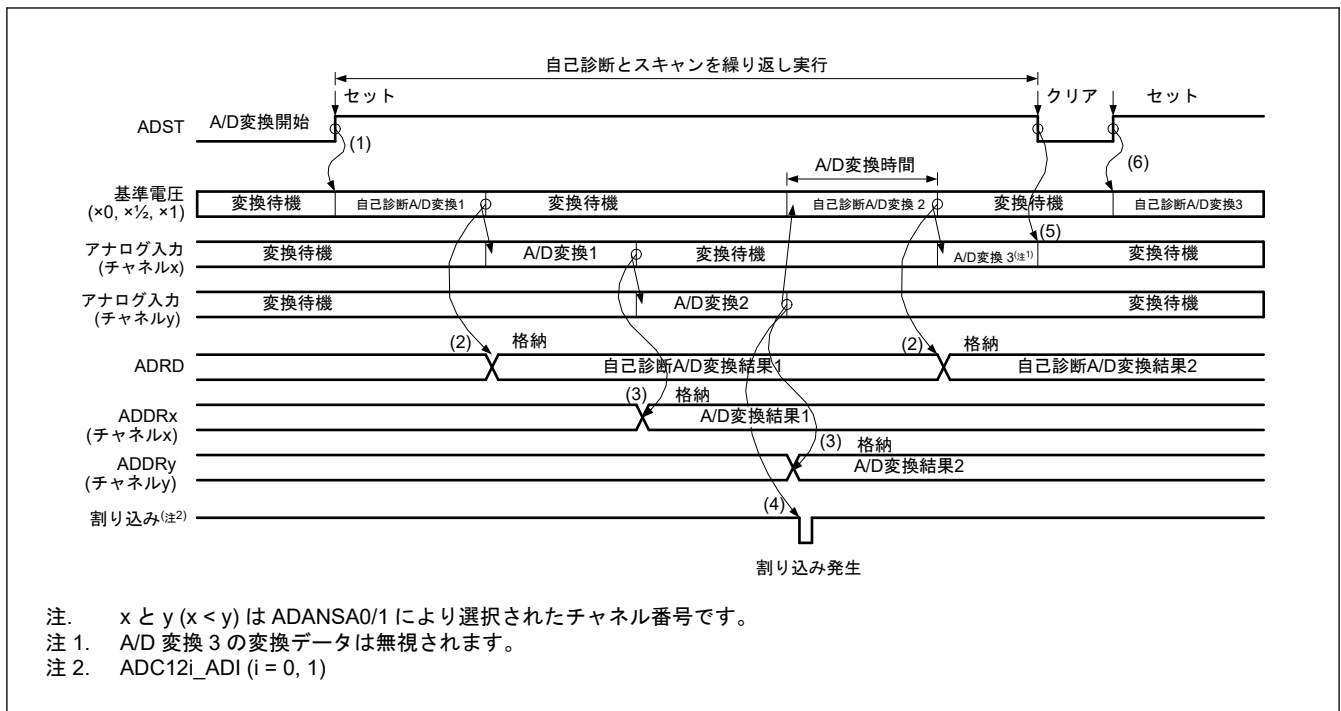 自己診断とスキャンを繰り返し実行
セット
クリア
セット
ADST
A/D変換開始
(1)
(6)
A/D変換時間
基準電圧
(×0, ×½, ×1)
変換待機
自己診断A/D変換1
変換待機
自己診断A/D変換 2
変換待機
自己診断A/D変換3
(5)
アナログ入力
(チャネルx)
変換待機
A/D変換1
変換待機
A/D変換 3(注1)
変換待機
アナログ入力
(チャネルy)
変換待機
A/D変換2
変換待機
(2)
格納
(2)
格納
ADRD
自己診断A/D変換結果1
自己診断A/D変換結果2
(3)
格納
ADDRx
(チャネルx)
A/D変換結果1
(3)
格納
ADDRy
(チャネルy)
A/D変換結果2
(4)
割り込み(注2)
割り込み発生
注. x と y (x < y) は ADANSA0/1 により選択されたチャネル番号です。
注 1. A/D 変換 3 の変換データは無視されます。
注 2. ADC12i_ADI (i = 0, 1)